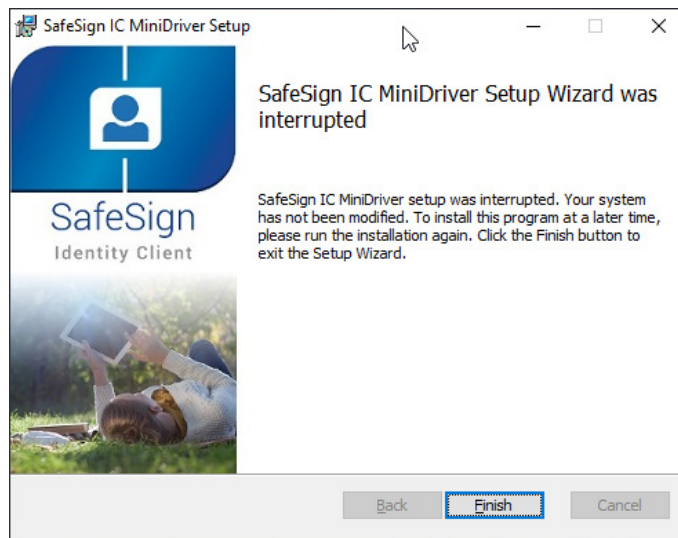 SafeSign IC MiniDriver Setup
SafeSign IC MiniDriver Setup Wizard was
interrupted
SafeSign IC MiniDriver setup was interrupted. Your system
has not been modified. To install this program at a later time,
please run the installation again. Click the Finish button to
exit the Setup Wizard.
SafeSign
Identity Client
Back
Finish
Cancel